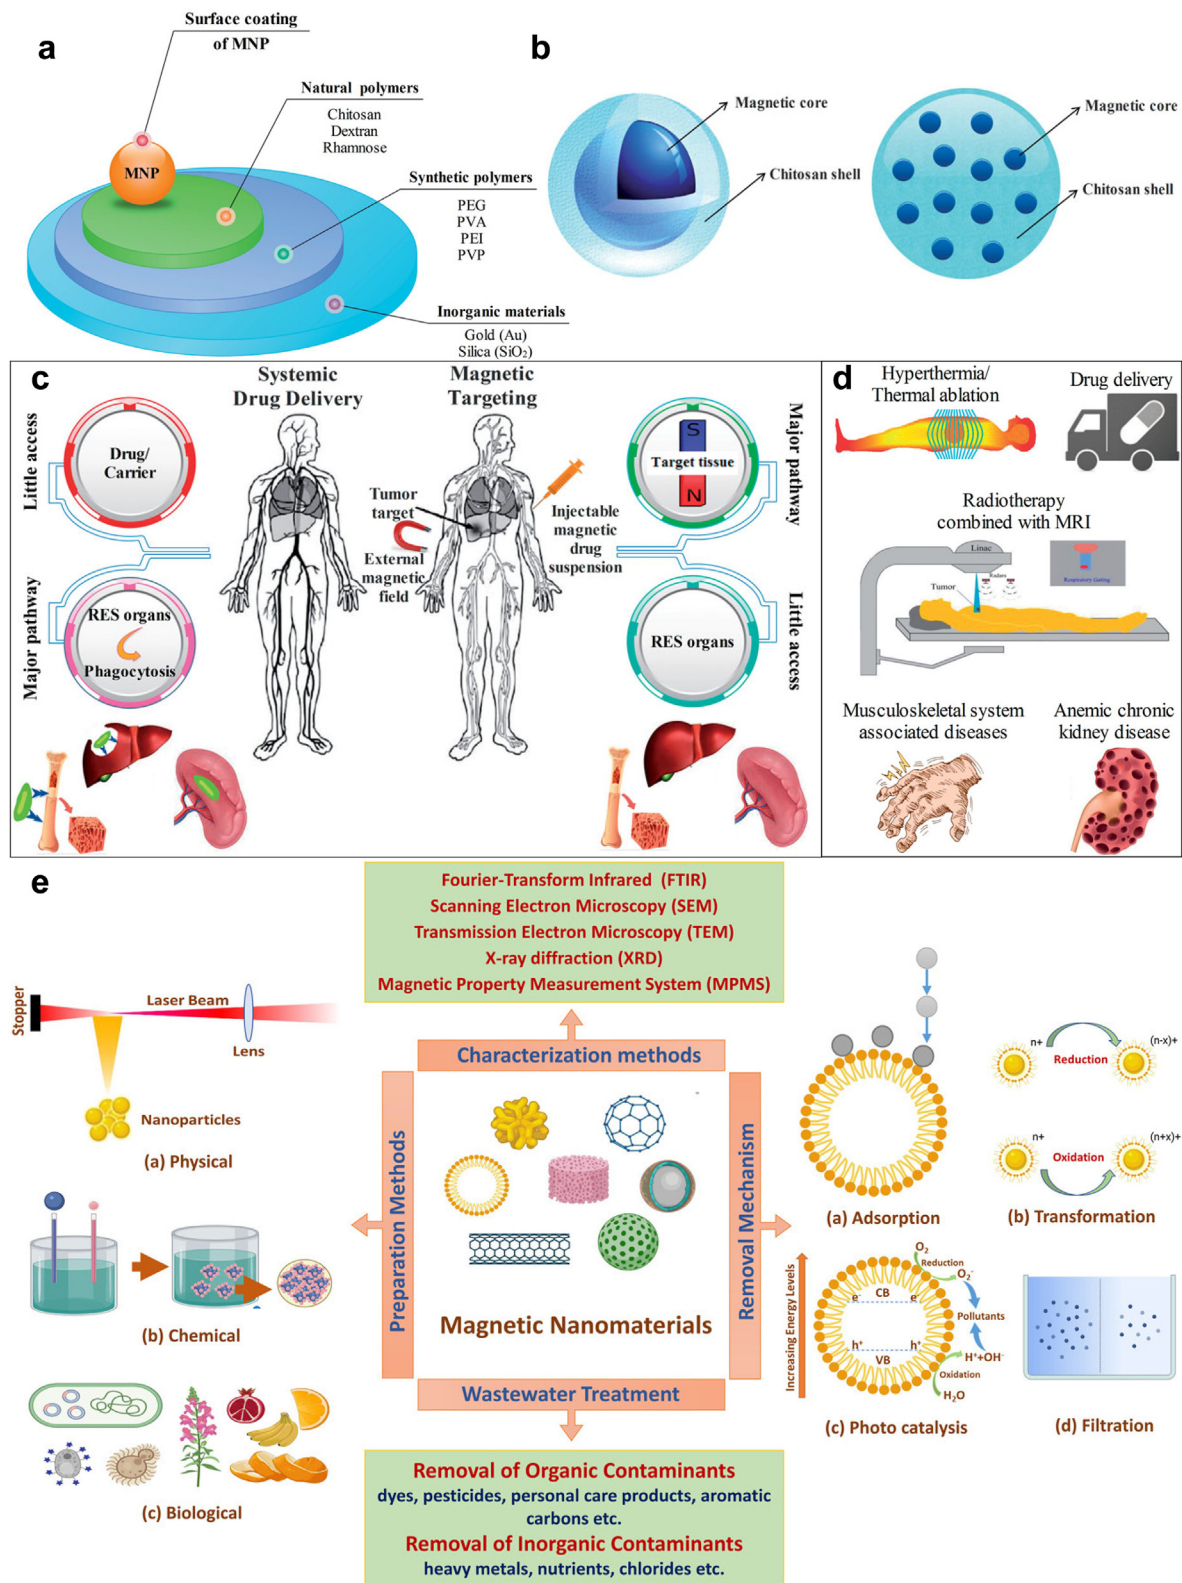 a
Surface coating
of MNP
Natural polymers
Chitosan
Dextran
Rhamnose
MNP
Synthetic polymers
PEG
PVA
PEI
PVP
Inorganic materials
Gold (Au)
Silica (SiO₂)
b
Magnetic core
Chitosan shell
Magnetic core
Chitosan shell
c
Systemic
Drug Delivery
Magnetic
Targeting
Little access
Drug/
Carrier
Major pathway
RES organs
Phagocytosis
Tumor
target
External
magnetic
field
Injectable
magnetic
drug
suspension
S
Target tissue
N
Major pathway
RES organs
Little access
d
Hyperthermia/
Thermal ablation
Drug delivery
Radiotherapy
combined with MRI
Linac
Radars
Tumor
Respiratory Gating
Musculoskeletal system
associated diseases
Anemic chronic
kidney disease
e
Fourier-Transform Infrared (FTIR)
Scanning Electron Microscopy (SEM)
Transmission Electron Microscopy (TEM)
X-ray diffraction (XRD)
Magnetic Property Measurement System (MPMS)
Characterization methods
Stopper
Laser Beam
Lens
Nanoparticles
(a) Physical
(b) Chemical
(c) Biological
Preparation Methods
Magnetic Nanomaterials
Removal Mechanism
(a) Adsorption
n+
Reduction
(n-x)+
n+
Oxidation
(n+x)+
(b) Transformation
Increasing Energy Levels
O₂
Reduction
O₂⁻
e⁻
CB
e⁻
Pollutants
h⁺
VB
h⁺
H⁺+OH⁻
Oxidation
H₂O
(c) Photo catalysis
(d) Filtration
Wastewater Treatment
Removal of Organic Contaminants
dyes, pesticides, personal care products, aromatic
carbons etc.
Removal of Inorganic Contaminants
heavy metals, nutrients, chlorides etc.